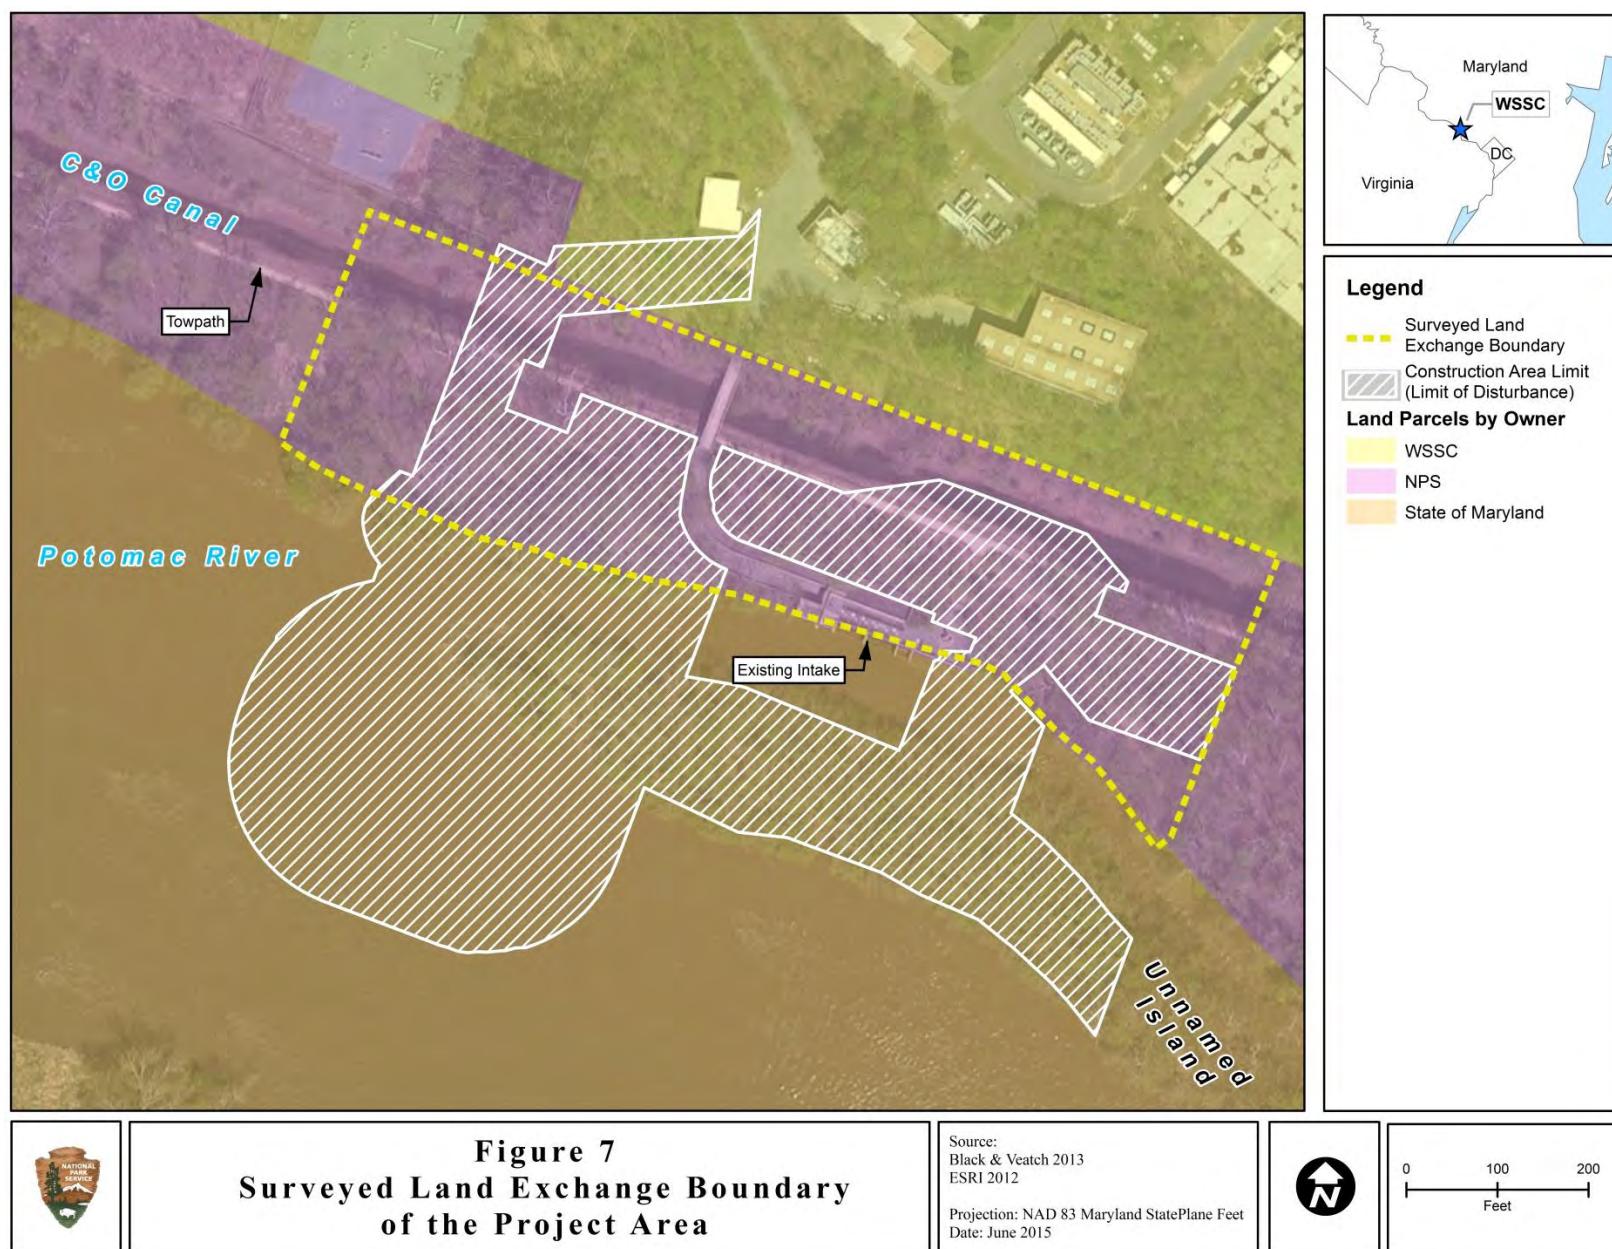 C&O Canal
Towpath
Potomac River
Existing Intake
Unnamed
Island
Maryland
WSSC
DC
Virginia
Legend
Surveyed Land
Exchange Boundary
Construction Area Limit
(Limit of Disturbance)
Land Parcels by Owner
WSSC
NPS
State of Maryland
NATIONAL
PARK
SERVICE
Figure 7
Surveyed Land Exchange Boundary
of the Project Area
Source:
Black & Veatch 2013
ESRI 2012
Projection: NAD 83 Maryland StatePlane Feet
Date: June 2015
N
0 100 200
Feet